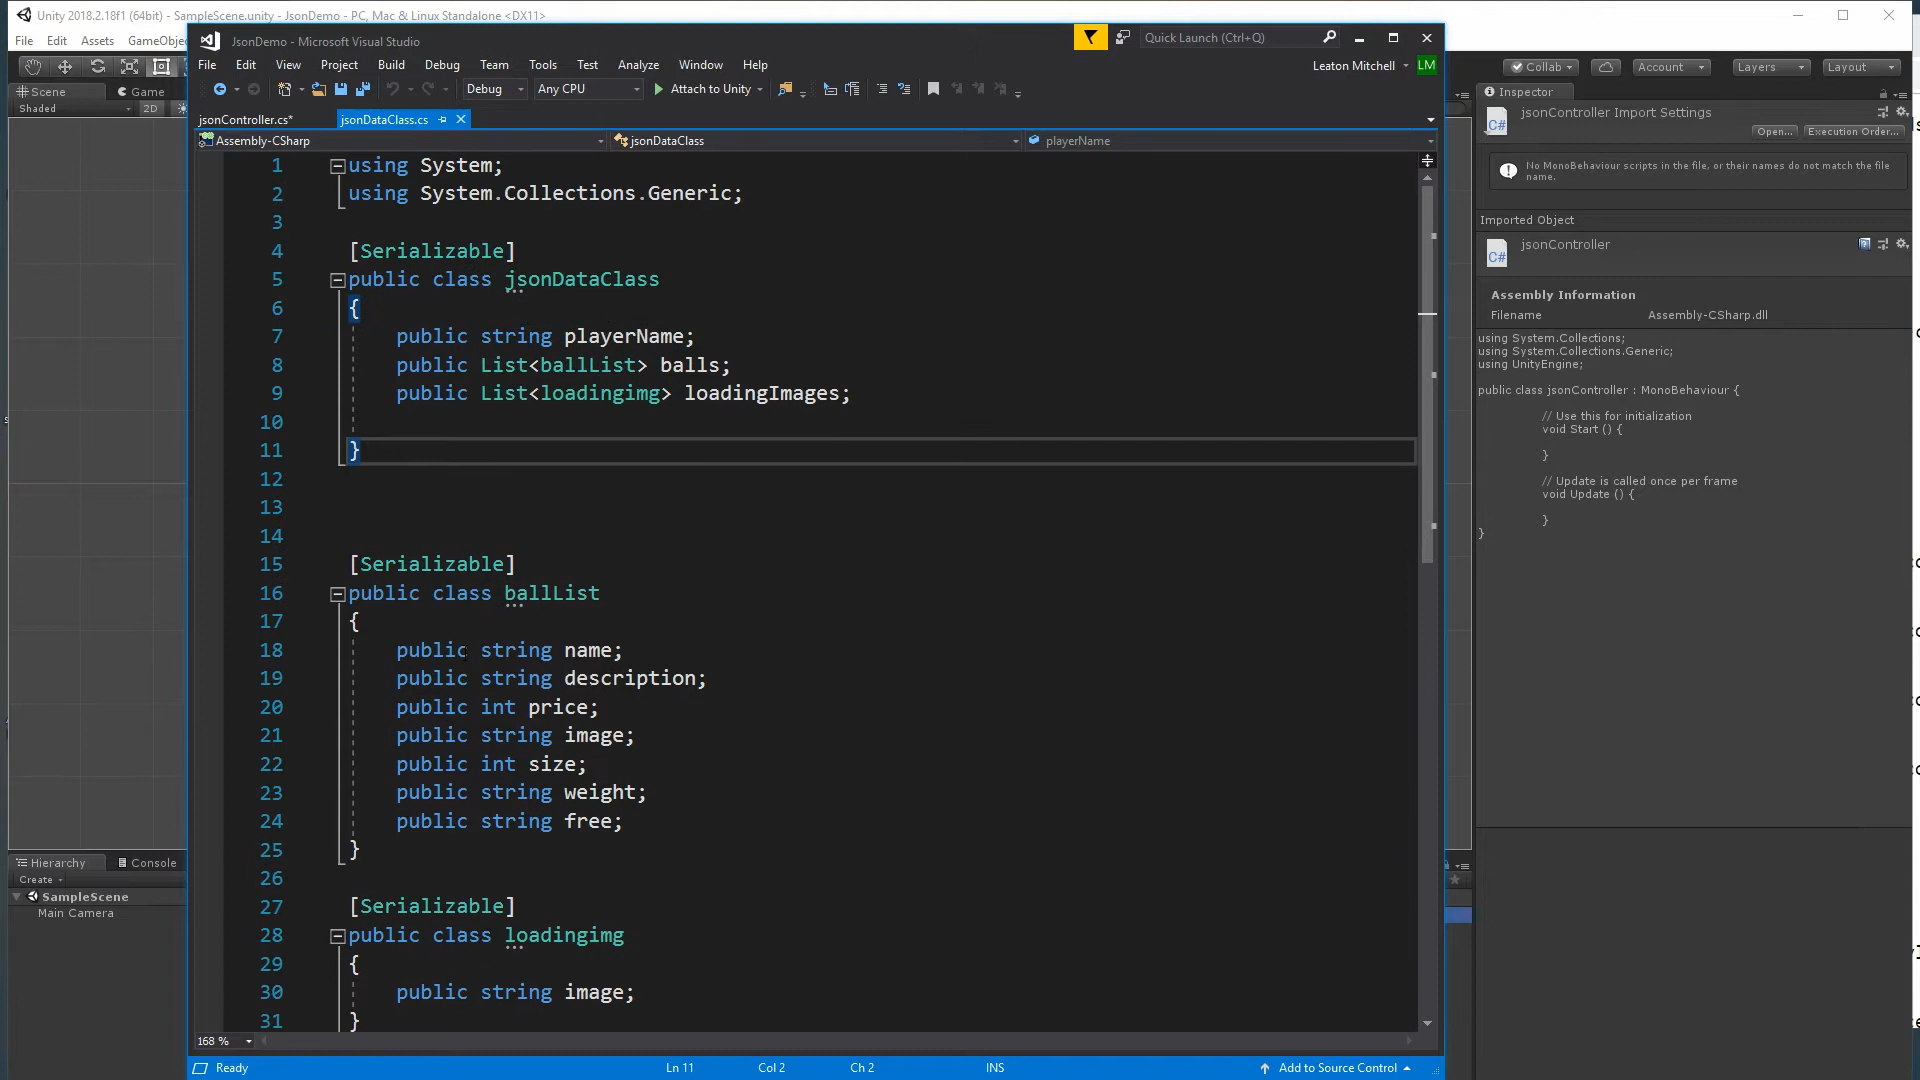 Unity 2018.2.18f1 (64bit) - SampleScene.unity - JsonDemo - PC, Mac & Linux Standalone <DX11>
File Edit Assets GameObjec
JsonDemo - Microsoft Visual Studio
Quick Launch (Ctrl+Q)
File Edit View Project Build Debug Team Tools Test Analyze Window Help
Leaton Mitchell LM
Debug Any CPU Attach to Unity
Collab Account Layers Layout
Scene Game
Shaded 2D
jsonController.cs* jsonDataClass.cs
Assembly-CSharp jsonDataClass playerName
1 using System;
2 using System.Collections.Generic;
3
4 [Serializable]
5 public class jsonDataClass
6 {
7 public string playerName;
8 public List<ballList> balls;
9 public List<loadingimg> loadingImages;
10
11 }
12
13
14
15 [Serializable]
16 public class ballList
17 {
18 public string name;
19 public string description;
20 public int price;
21 public string image;
22 public int size;
23 public string weight;
24 public string free;
25 }
26
27 [Serializable]
28 public class loadingimg
29 {
30 public string image;
31 }
168 %
Ready Ln 11 Col 2 Ch 2 INS Add to Source Control
Hierarchy Console
Create
SampleScene
Main Camera
Inspector
C#
jsonController Import Settings
Open... Execution Order...
No MonoBehaviour scripts in the file, or their names do not match the file
name.
Imported Object
C#
jsonController
Assembly Information
Filename Assembly-CSharp.dll
using System.Collections;
using System.Collections.Generic;
using UnityEngine;
public class jsonController : MonoBehaviour {
// Use this for initialization
void Start () {
}
// Update is called once per frame
void Update () {
}
}